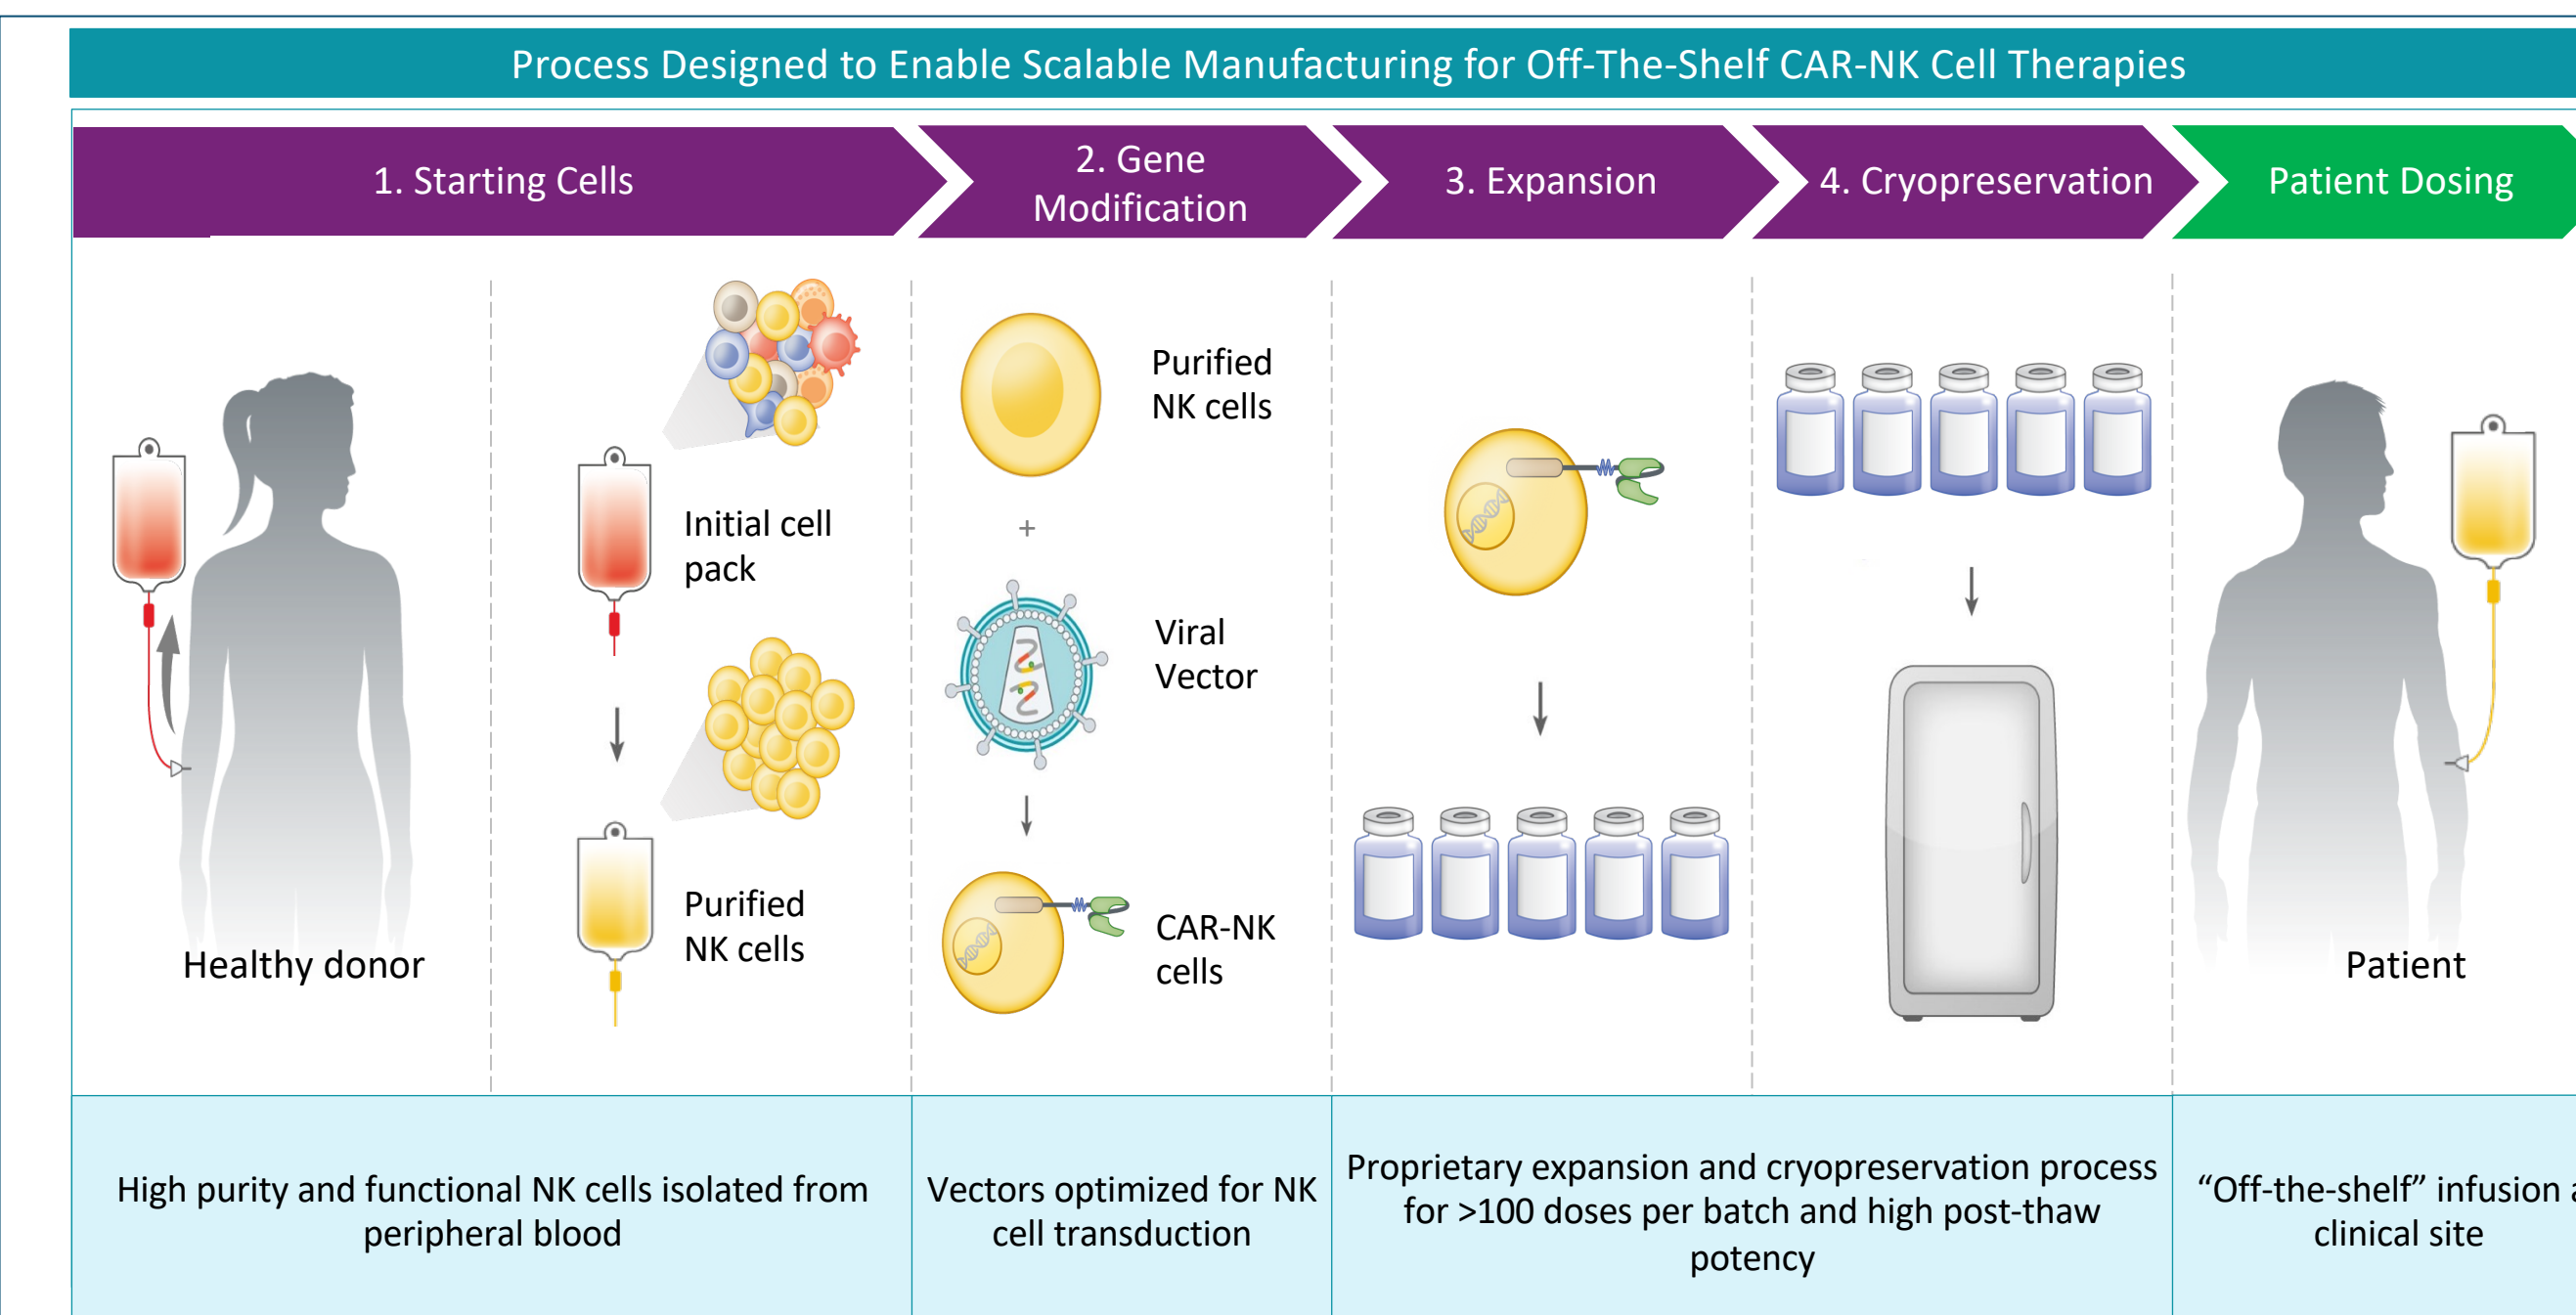 Process Designed to Enable Scalable Manufacturing for Off-The-Shelf CAR-NK Cell Therapies
1. Starting Cells
2. Gene
Modification
3. Expansion
4. Cryopreservation
Patient Dosing
Healthy donor
Initial cell
pack
Purified
NK cells
Purified
NK cells
+
Viral
Vector
CAR-NK
cells
Patient
High purity and functional NK cells isolated from
peripheral blood
Vectors optimized for NK
cell transduction
Proprietary expansion and cryopreservation process
for >100 doses per batch and high post-thaw
potency
“Off-the-shelf” infusion
clinical site